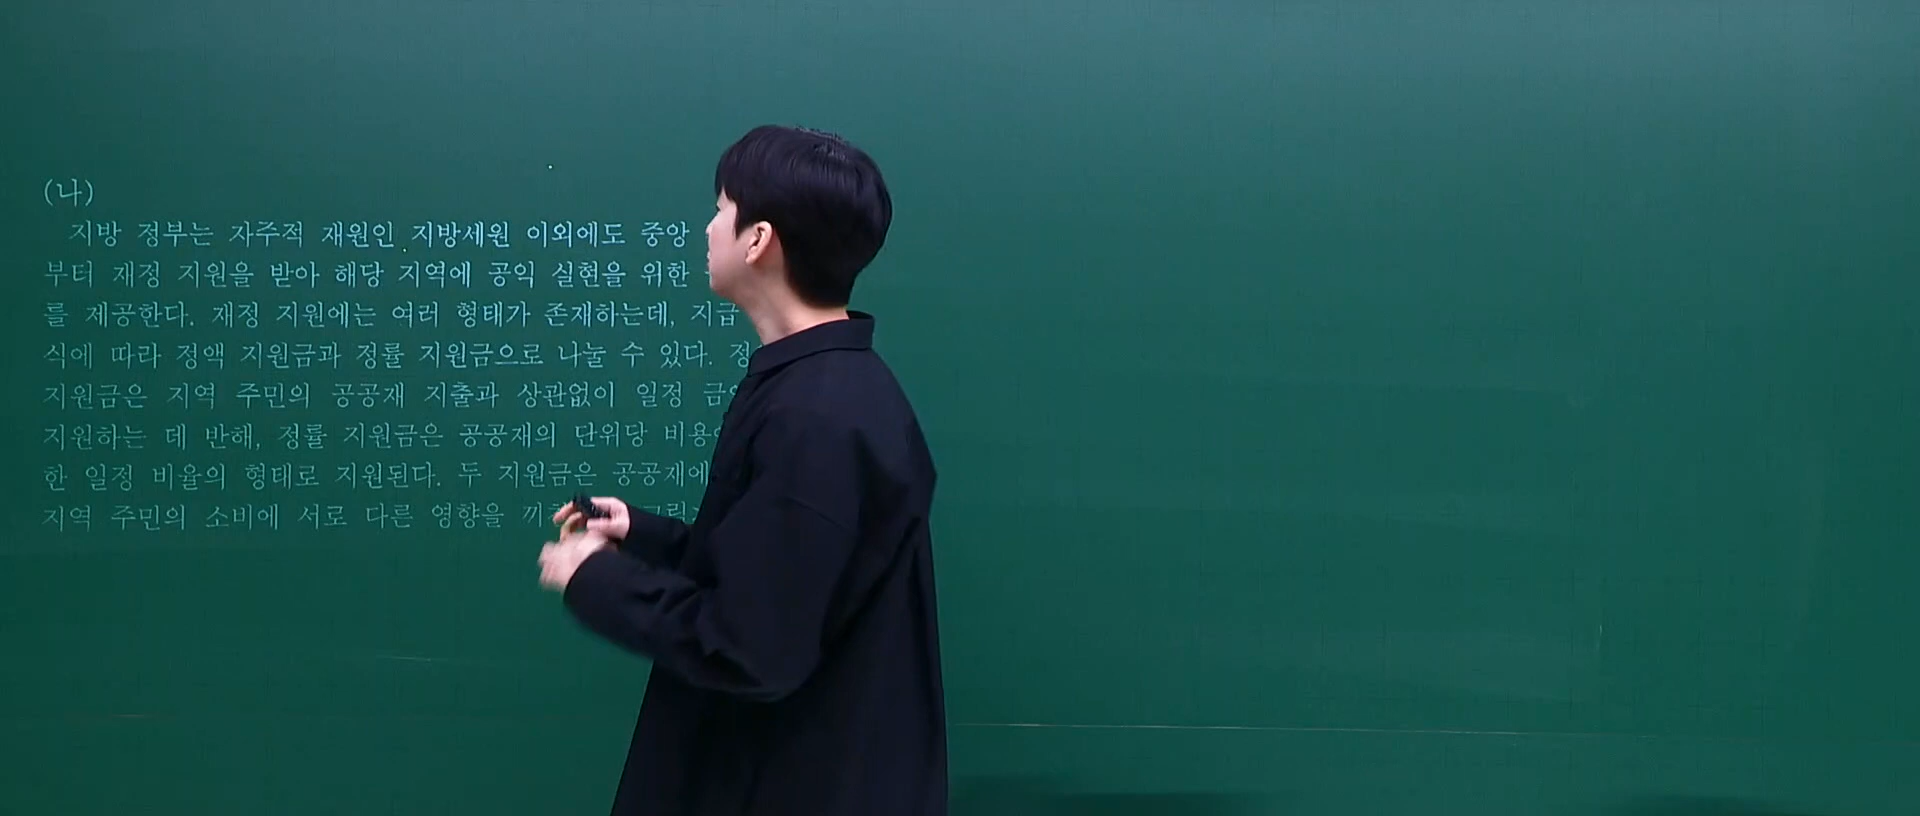 (나)
지방 정부는 자주적 재원인 지방세원 이외에도 중앙
부터 재정 지원을 받아 해당 지역에 공익 실현을 위한
를 제공한다. 재정 지원에는 여러 형태가 존재하는데, 지급
식에 따라 정액 지원금과 정률 지원금으로 나눌 수 있다.
지원금은 지역 주민의 공공재 지출과 상관없이 일정
지원하는 데 반해, 정률 지원금은 공공재의 단위당
한 일정 비율의 형태로 지원된다. 두 지원금은 공공재에
지역 주민의 소비에 서로 다른 영향을